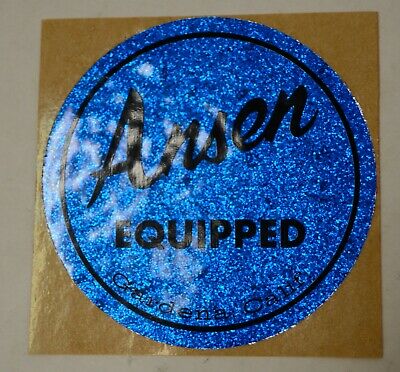 Ansen
EQUIPPED
Gardena Calif.